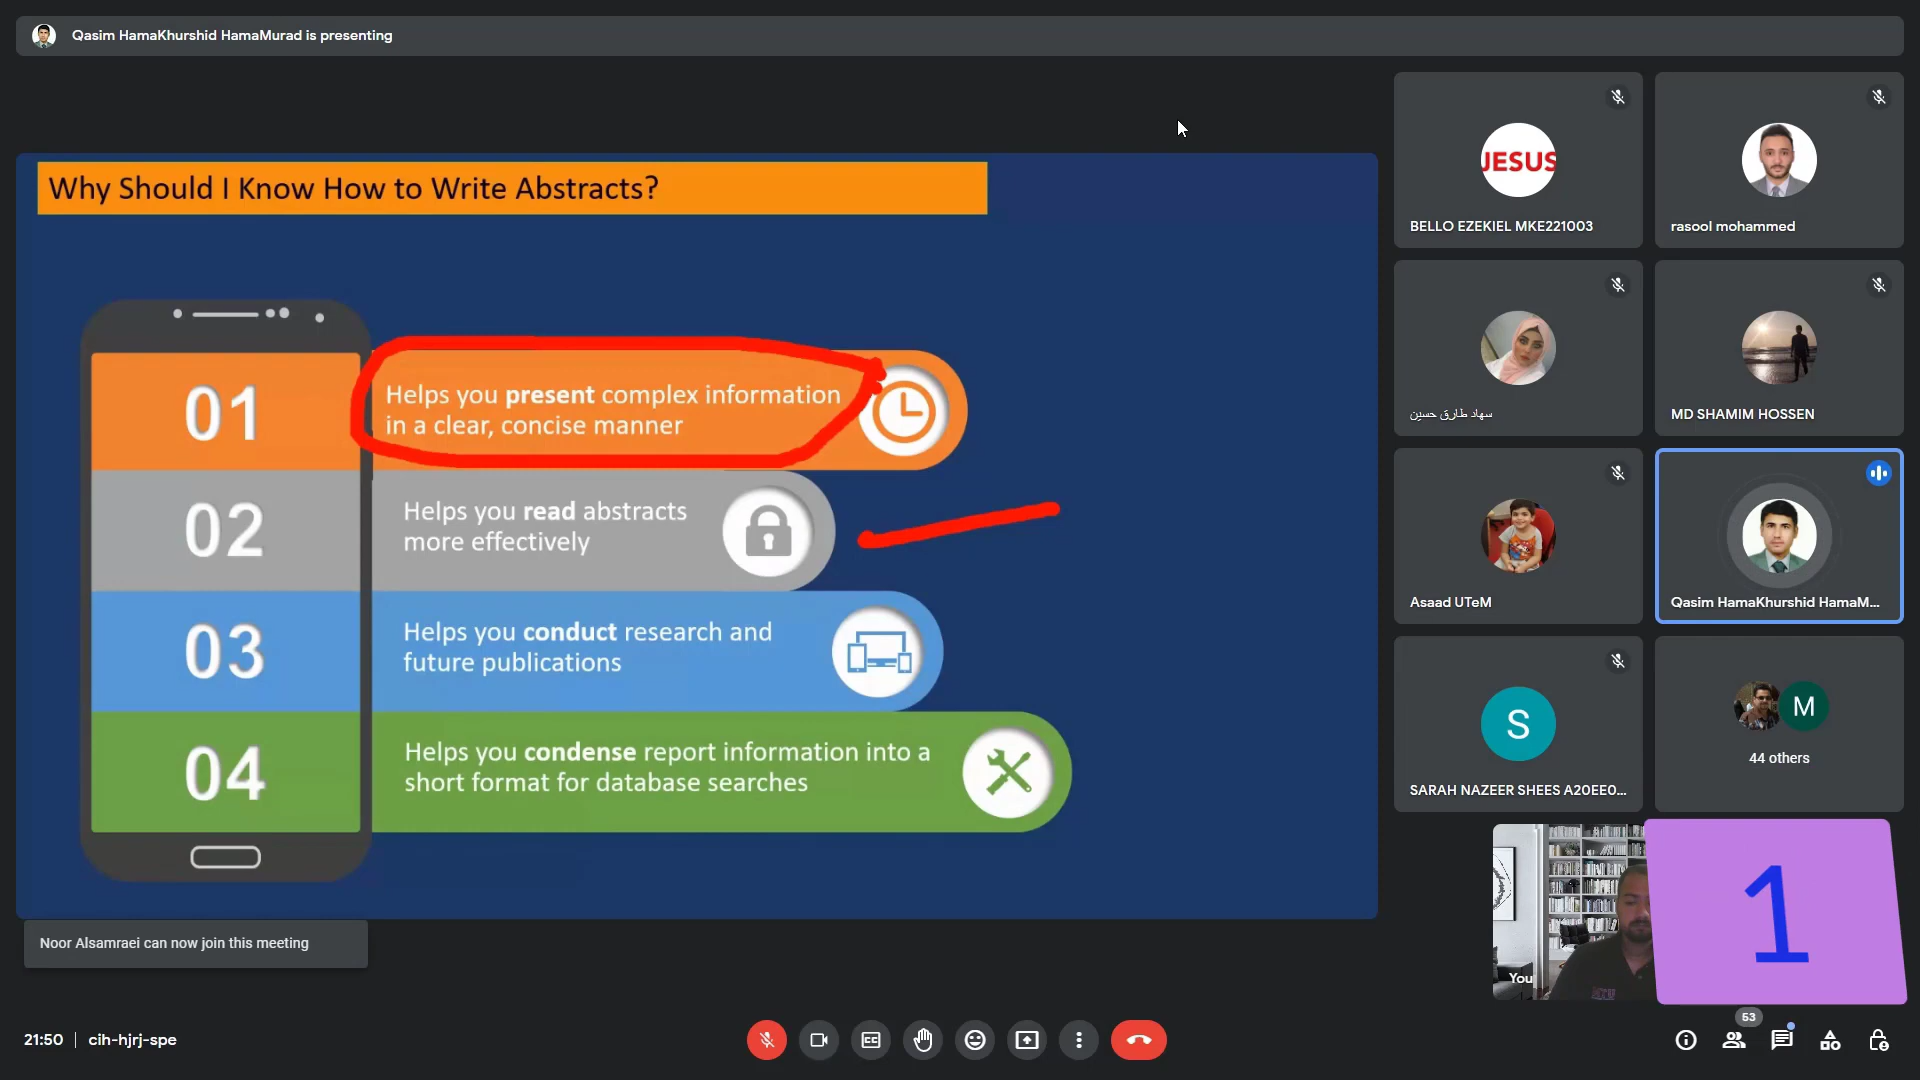 Qasim HamaKhurshid HamaMurad is presenting
Why Should I Know How to Write Abstracts?
01
Helps you present complex information
in a clear, concise manner
02
Helps you read abstracts
more effectively
03
Helps you conduct research and
future publications
04
Helps you condense report information into a
short format for database searches
JESUS
BELLO EZEKIEL MKE221003
rasool mohammed
سهاد طارق حسين
MD SHAMIM HOSSEN
Asaad UTeM
Qasim HamaKhurshid HamaM...
S
SARAH NAZEER SHEES A20EE0...
M
44 others
You
1
Noor Alsamraei can now join this meeting
21:50
cih-hjrj-spe
CC
53